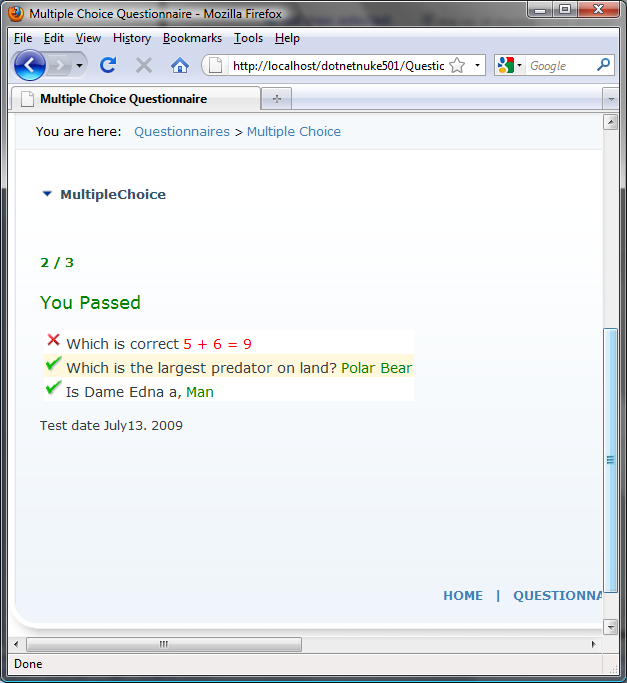 Multiple Choice Questionnaire - Mozilla Firefox
File Edit View History Bookmarks Tools Help
http://localhost/dotnetnuke501/Questic
Google
Multiple Choice Questionnaire
You are here: Questionnaires > Multiple Choice
MultipleChoice
2 / 3
You Passed
Which is correct 5 + 6 = 9
Which is the largest predator on land? Polar Bear
Is Dame Edna a, Man
Test date July13. 2009
HOME | QUESTIONNA
Done